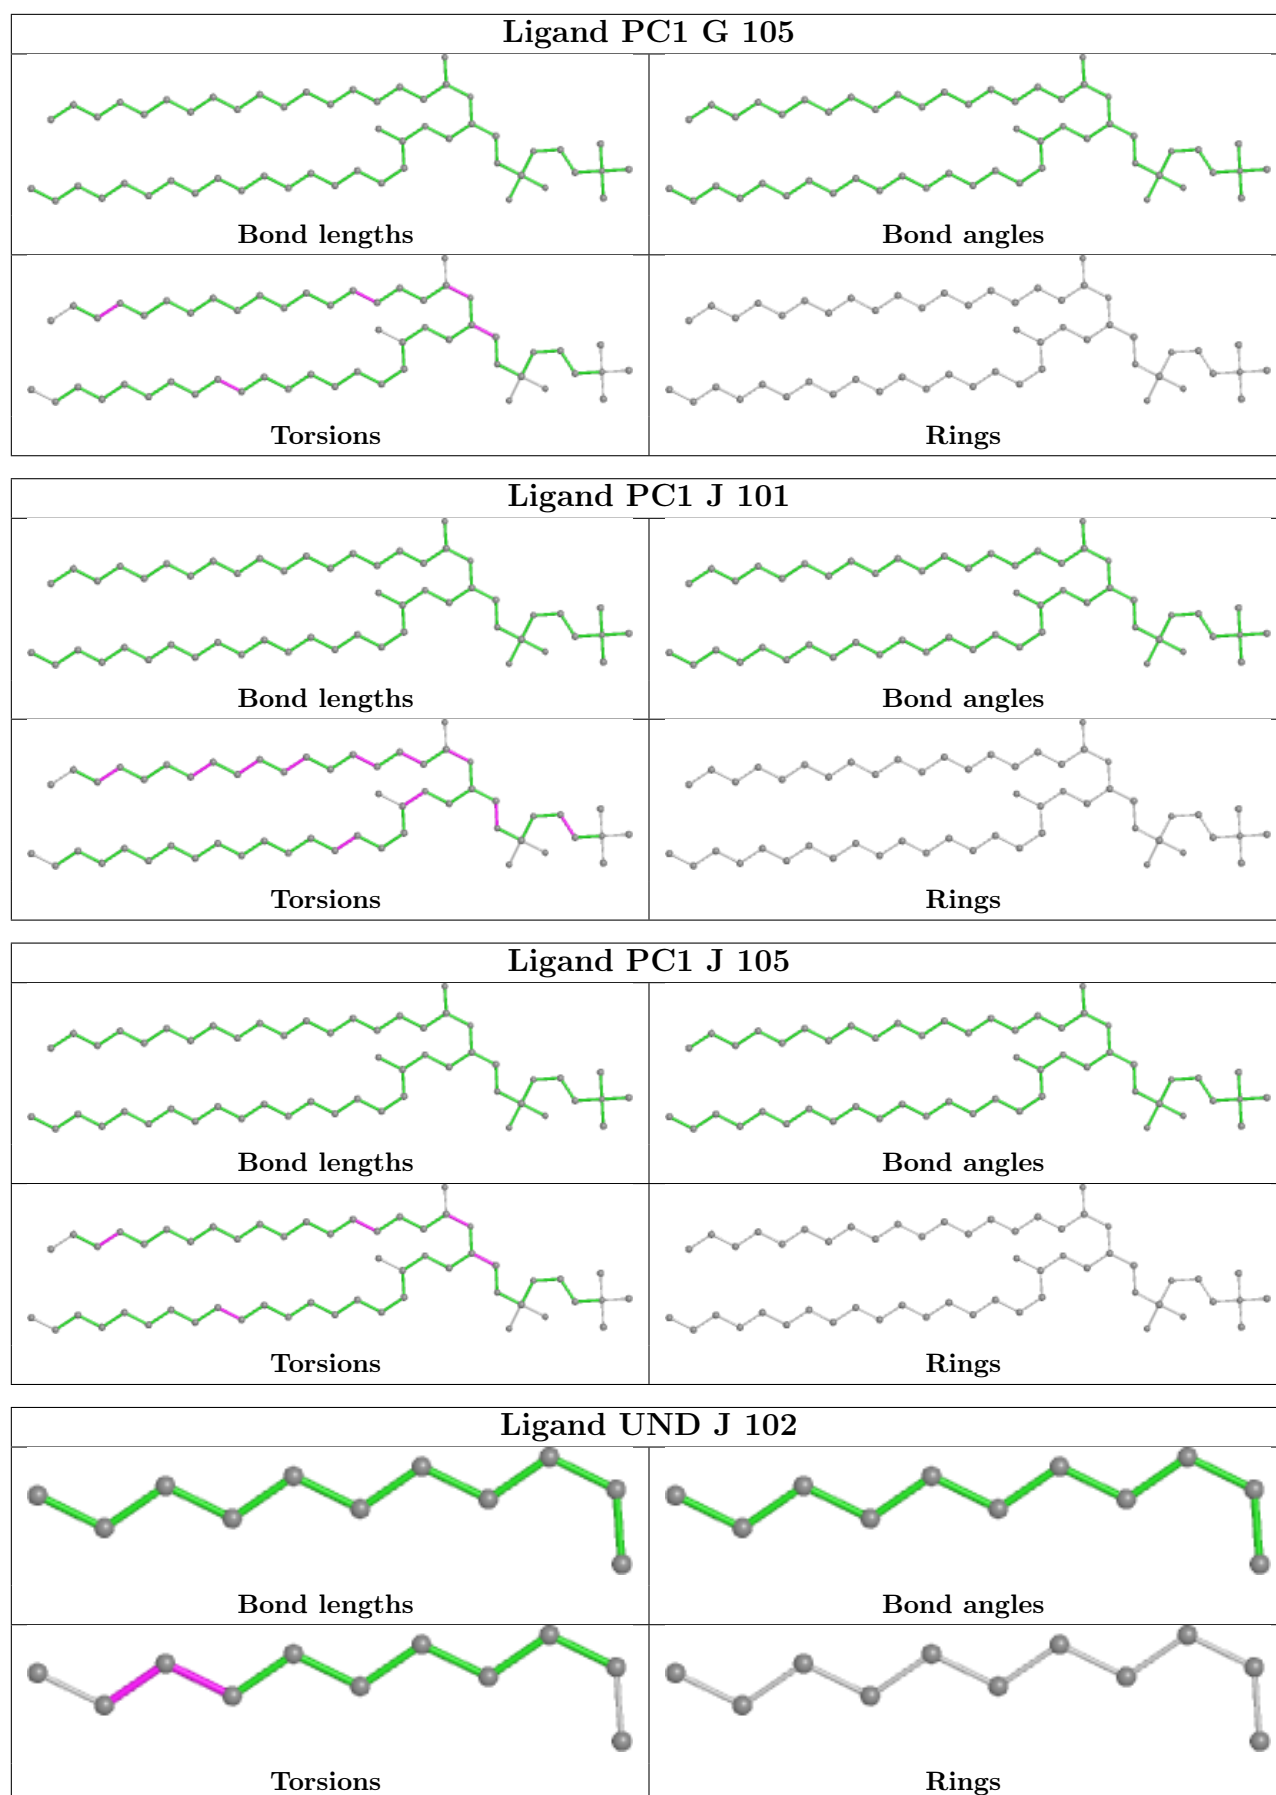 Ligand PC1 G 105
Bond lengths
Bond angles
Torsions
Rings
Ligand PC1 J 101
Bond lengths
Bond angles
Torsions
Rings
Ligand PC1 J 105
Bond lengths
Bond angles
Torsions
Rings
Ligand UND J 102
Bond lengths
Bond angles
Torsions
Rings